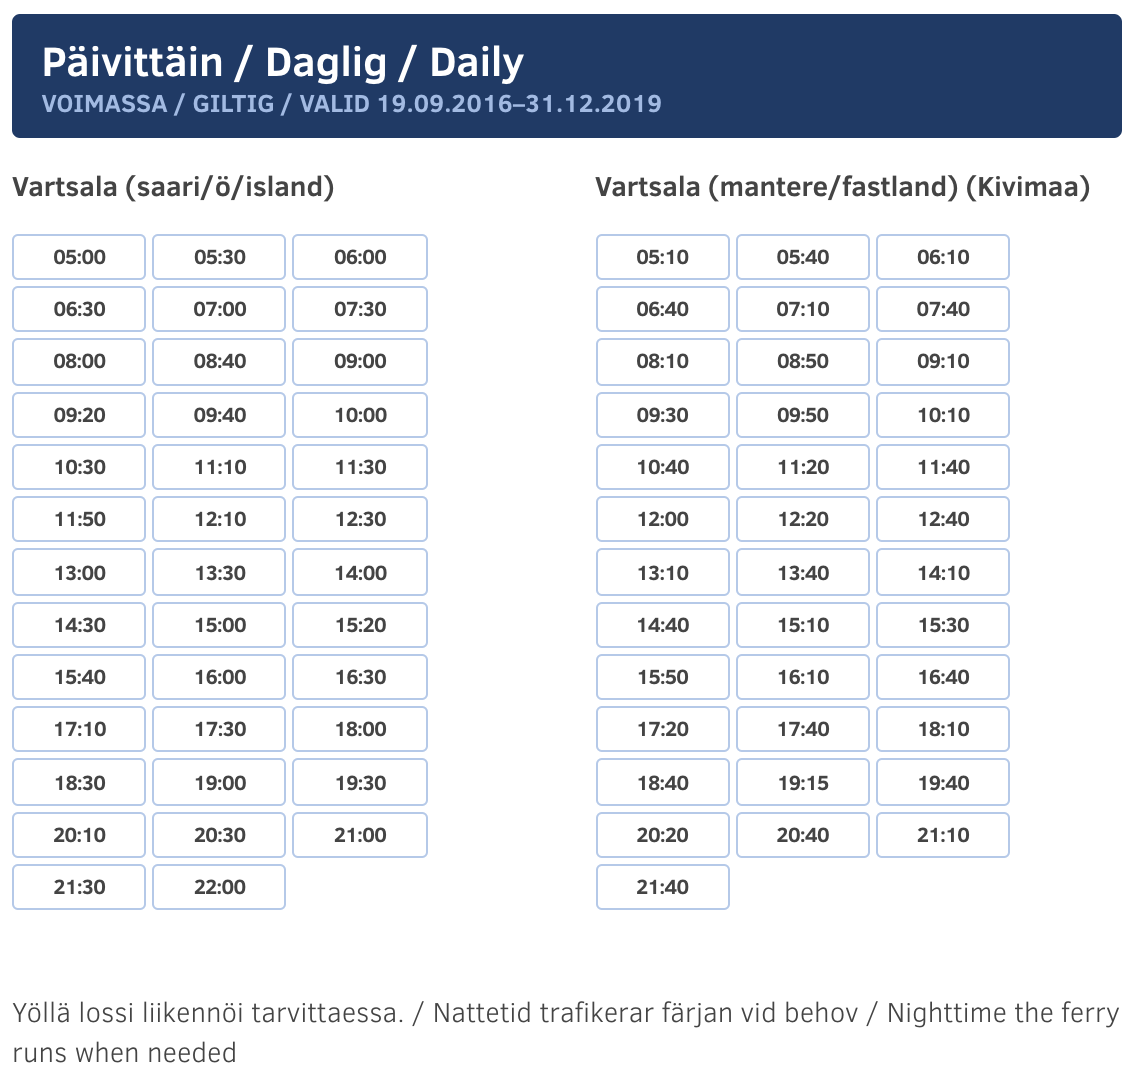 Päivittäin / Daglig / Daily
VOIMASSA / GILTIG / VALID 19.09.2016–31.12.2019
Vartsala (saari/ö/island)
05:00 05:30 06:00
06:30 07:00 07:30
08:00 08:40 09:00
09:20 09:40 10:00
10:30 11:10 11:30
11:50 12:10 12:30
13:00 13:30 14:00
14:30 15:00 15:20
15:40 16:00 16:30
17:10 17:30 18:00
18:30 19:00 19:30
20:10 20:30 21:00
21:30 22:00
Vartsala (mantere/fastland) (Kivimaa)
05:10 05:40 06:10
06:40 07:10 07:40
08:10 08:50 09:10
09:30 09:50 10:10
10:40 11:20 11:40
12:00 12:20 12:40
13:10 13:40 14:10
14:40 15:10 15:30
15:50 16:10 16:40
17:20 17:40 18:10
18:40 19:15 19:40
20:20 20:40 21:10
21:40
Yöllä lossi liikennöi tarvittaessa. / Nattetid trafikerar färjan vid behov / Nighttime the ferry
runs when needed